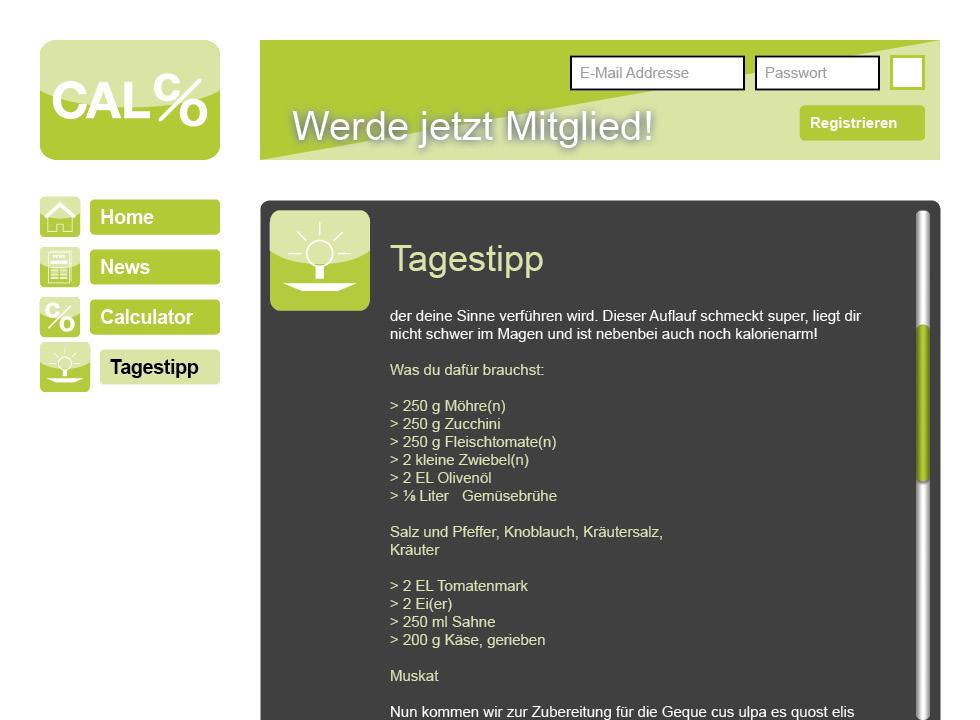 CAL C/O
E-Mail Addresse
Passwort
Werde jetzt Mitglied!
Registrieren
Home
News
Calculator
Tagestipp
Tagestipp
der deine Sinne verführen wird. Dieser Auflauf schmeckt super, liegt dir
nicht schwer im Magen und ist nebenbei auch noch kalorienarm!
Was du dafür brauchst:
> 250 g Möhre(n)
> 250 g Zucchini
> 250 g Fleischtomate(n)
> 2 kleine Zwiebel(n)
> 2 EL Olivenöl
> ⅛ Liter   Gemüsebrühe
Salz und Pfeffer, Knoblauch, Kräutersalz,
Kräuter
> 2 EL Tomatenmark
> 2 Ei(er)
> 250 ml Sahne
> 200 g Käse, gerieben
Muskat
Nun kommen wir zur Zubereitung für die Geque cus ulpa es quost elis